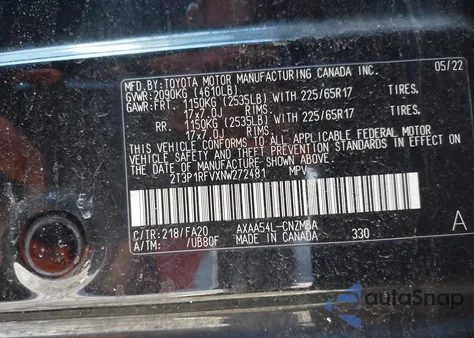 MFD.BY:TOYOTA MOTOR MANUFACTURING CANADA INC. 05/22
GVWR:2090KG (4610LB)
GAWR:FRT. 1150KG (2535LB) WITH 225/65R17 TIRES,
17x7.0J RIMS
RR. 1150KG (2535LB) WITH 225/65R17 TIRES,
17x7.0J RIMS
THIS VEHICLE CONFORMS TO ALL APPLICABLE FEDERAL MOTOR
VEHICLE SAFETY STANDARDS IN EFFECT ON
THE DATE OF MANUFACTURE SHOWN ABOVE.
2T3P1RFVXNW272481 MPV
C/TR:218/FA20 AXAA54L-CNZMBA A
A/TM: /UB80F MADE IN CANADA 330
autoSnap